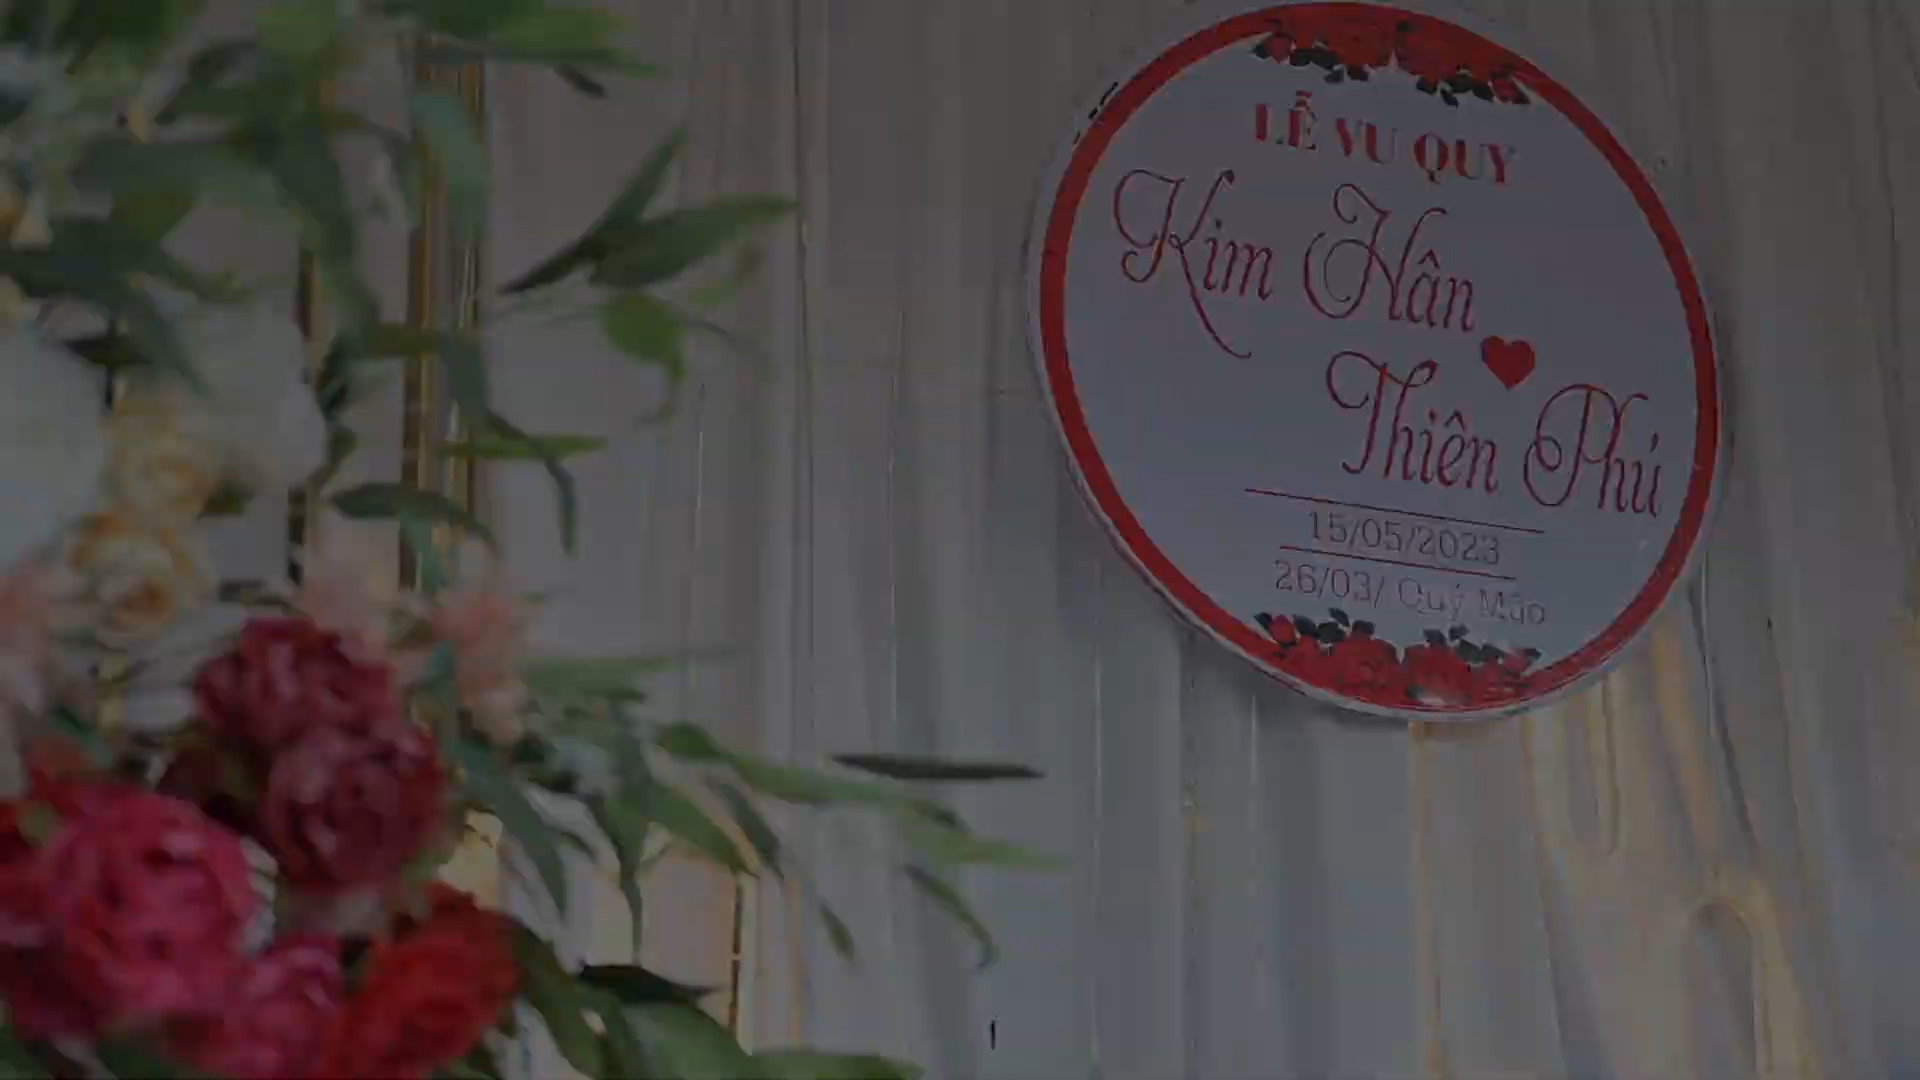 LỄ VU QUY
Kim Hân
Thiên Phú
15/05/2023
26/03/ Quý Mão